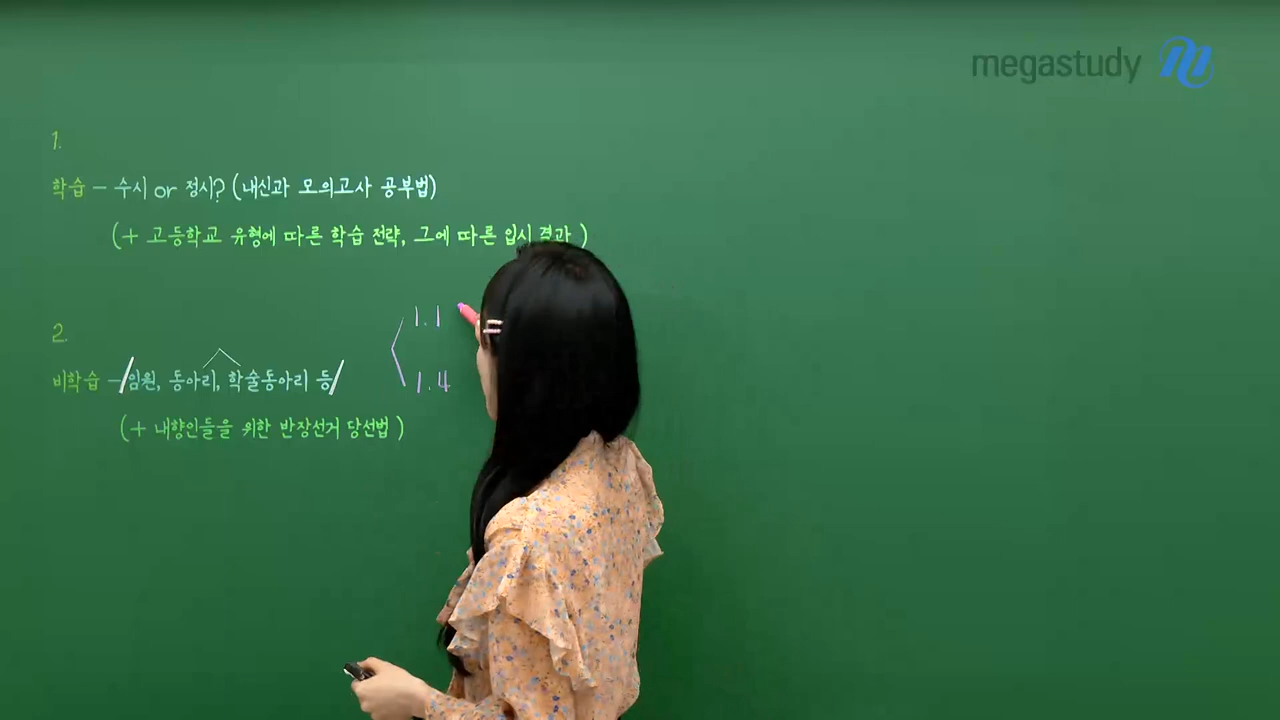 megastudy
1.
학습 - 수시 or 정시? (내신과 모의고사 공부법)
(+ 고등학교 유형에 따른 학습 전략, 그에 따른 입시 결과 )
1.1
2.
비학습 - 임원, 동아리, 학술동아리 등
1.4
(+ 내향인들을 위한 반장선거 당선법 )